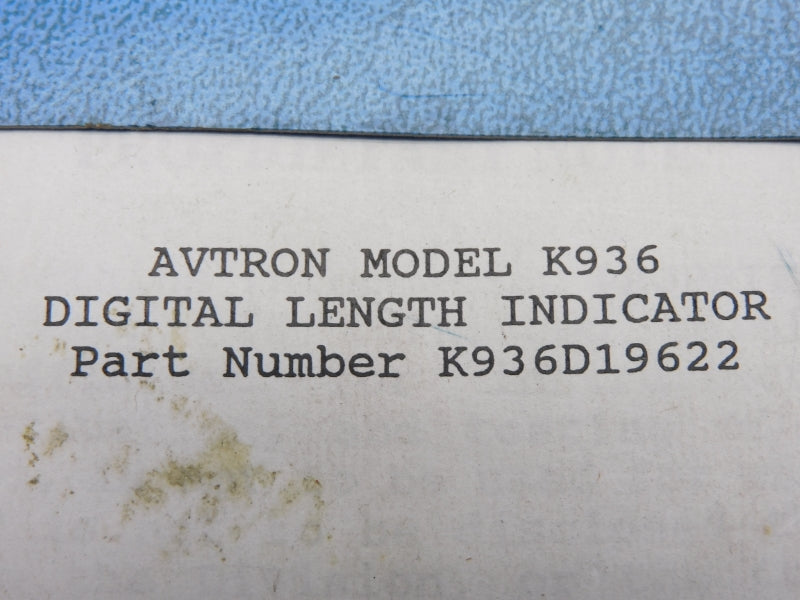 AVTRON MODEL K936
DIGITAL LENGTH INDICATOR
Part Number K936D19622